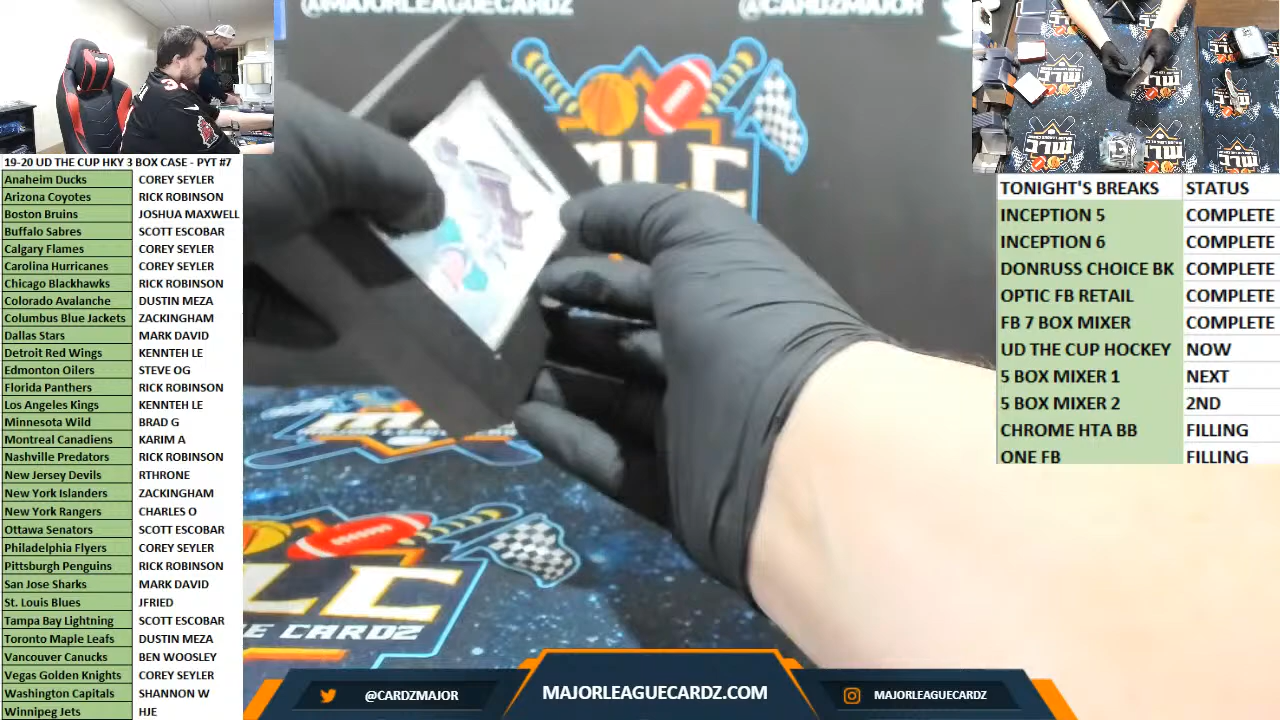 @MAJORLEAGUECARDZ
@CARDZMAJOR
19-20 UD THE CUP HKY 3 BOX CASE - PYT #7
Anaheim Ducks COREY SEYLER
Arizona Coyotes RICK ROBINSON
Boston Bruins JOSHUA MAXWELL
Buffalo Sabres SCOTT ESCOBAR
Calgary Flames COREY SEYLER
Carolina Hurricanes COREY SEYLER
Chicago Blackhawks RICK ROBINSON
Colorado Avalanche DUSTIN MEZA
Columbus Blue Jackets ZACKINGHAM
Dallas Stars MARK DAVID
Detroit Red Wings KENNTEH LE
Edmonton Oilers STEVE OG
Florida Panthers RICK ROBINSON
Los Angeles Kings KENNTEH LE
Minnesota Wild BRAD G
Montreal Canadiens KARIM A
Nashville Predators RICK ROBINSON
New Jersey Devils RTHRONE
New York Islanders ZACKINGHAM
New York Rangers CHARLES O
Ottawa Senators SCOTT ESCOBAR
Philadelphia Flyers COREY SEYLER
Pittsburgh Penguins RICK ROBINSON
San Jose Sharks MARK DAVID
St. Louis Blues JFRIED
Tampa Bay Lightning SCOTT ESCOBAR
Toronto Maple Leafs DUSTIN MEZA
Vancouver Canucks BEN WOOSLEY
Vegas Golden Knights COREY SEYLER
Washington Capitals SHANNON W
Winnipeg Jets HJE
TONIGHT'S BREAKS STATUS
INCEPTION 5 COMPLETE
INCEPTION 6 COMPLETE
DONRUSS CHOICE BK COMPLETE
OPTIC FB RETAIL COMPLETE
FB 7 BOX MIXER COMPLETE
UD THE CUP HOCKEY NOW
5 BOX MIXER 1 NEXT
5 BOX MIXER 2 2ND
CHROME HTA BB FILLING
ONE FB FILLING
MLC
LC
E CARDZ
@CARDZMAJOR
MAJORLEAGUECARDZ.COM
MAJORLEAGUECARDZ